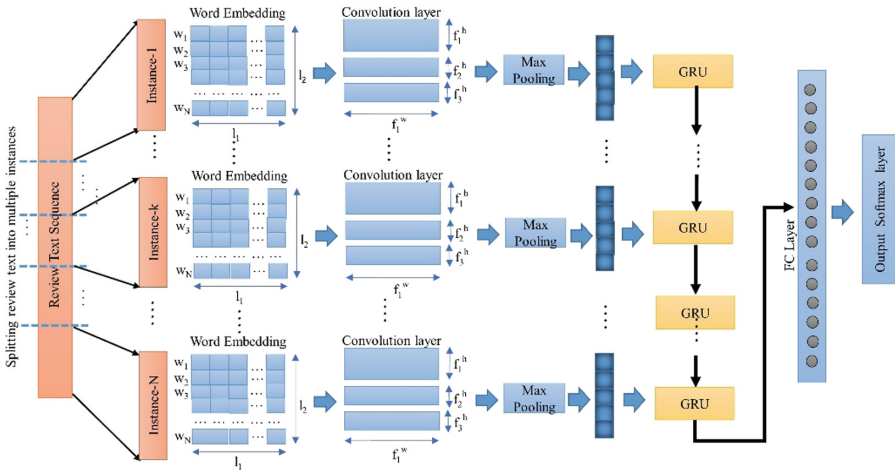 Splitting review text into multiple instances
Review Text Sequence
Instance-1
Word Embedding
W1
W2
W3
WN
l1
l2
Convolution layer
f1h
f2h
f3h
f1w
Max
Pooling
GRU
Instance-k
Word Embedding
W1
W2
W3
WN
l1
l2
Convolution layer
f1h
f2h
f3h
f1w
Max
Pooling
GRU
GRU
Instance-N
Word Embedding
W1
W2
W3
WN
l1
l2
Convolution layer
f1h
f2h
f3h
f1w
Max
Pooling
GRU
FC Layer
Output Softmax layer